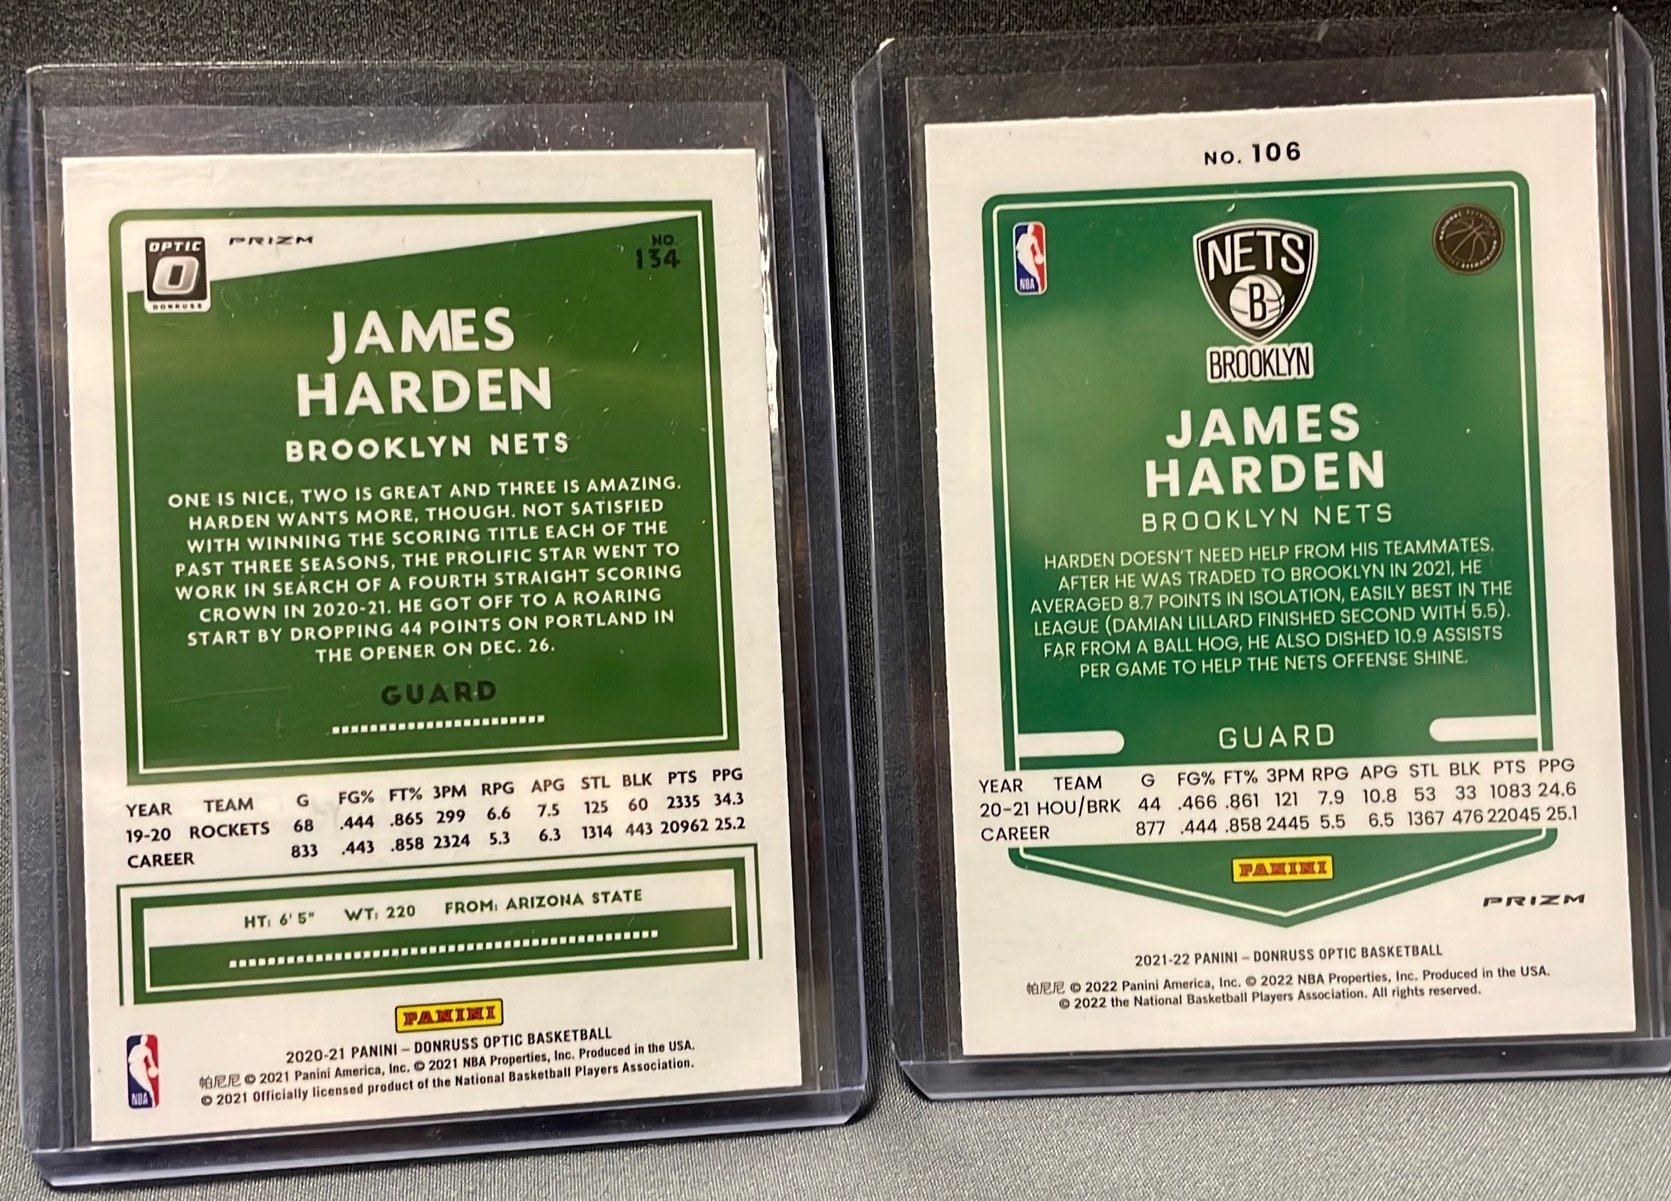 OPTIC
DONRUSS
PRIZM
NO.
134
JAMES
HARDEN
BROOKLYN NETS
ONE IS NICE, TWO IS GREAT AND THREE IS AMAZING.
HARDEN WANTS MORE, THOUGH. NOT SATISFIED
WITH WINNING THE SCORING TITLE EACH OF THE
PAST THREE SEASONS, THE PROLIFIC STAR WENT TO
WORK IN SEARCH OF A FOURTH STRAIGHT SCORING
CROWN IN 2020-21. HE GOT OFF TO A ROARING
START BY DROPPING 44 POINTS ON PORTLAND IN
THE OPENER ON DEC. 26.
GUARD
YEAR TEAM G FG% FT% 3PM RPG APG STL BLK PTS PPG
19-20 ROCKETS 68 .444 .865 299 6.6 7.5 125 60 2335 34.3
CAREER 833 .443 .858 2324 5.3 6.3 1314 443 20962 25.2
HT: 6' 5" WT: 220 FROM: ARIZONA STATE
PANINI
NBA
2020-21 PANINI – DONRUSS OPTIC BASKETBALL
帕尼尼 © 2021 Panini America, Inc. © 2021 NBA Properties, Inc. Produced in the USA.
© 2021 Officially licensed product of the National Basketball Players Association.
NO. 106
NBA
NETS
B
BROOKLYN
JAMES
HARDEN
BROOKLYN NETS
HARDEN DOESN'T NEED HELP FROM HIS TEAMMATES.
AFTER HE WAS TRADED TO BROOKLYN IN 2021, HE
AVERAGED 8.7 POINTS IN ISOLATION, EASILY BEST IN THE
LEAGUE (DAMIAN LILLARD FINISHED SECOND WITH 5.5).
FAR FROM A BALL HOG, HE ALSO DISHED 10.9 ASSISTS
PER GAME TO HELP THE NETS OFFENSE SHINE.
GUARD
YEAR TEAM G FG% FT% 3PM RPG APG STL BLK PTS PPG
20-21 HOU/BRK 44 .466 .861 121 7.9 10.8 53 33 1083 24.6
CAREER 877 .444 .858 2445 5.5 6.5 1367 476 22045 25.1
PANINI
PRIZM
2021-22 PANINI – DONRUSS OPTIC BASKETBALL
帕尼尼 © 2022 Panini America, Inc. © 2022 NBA Properties, Inc. Produced in the USA.
© 2022 the National Basketball Players Association. All rights reserved.